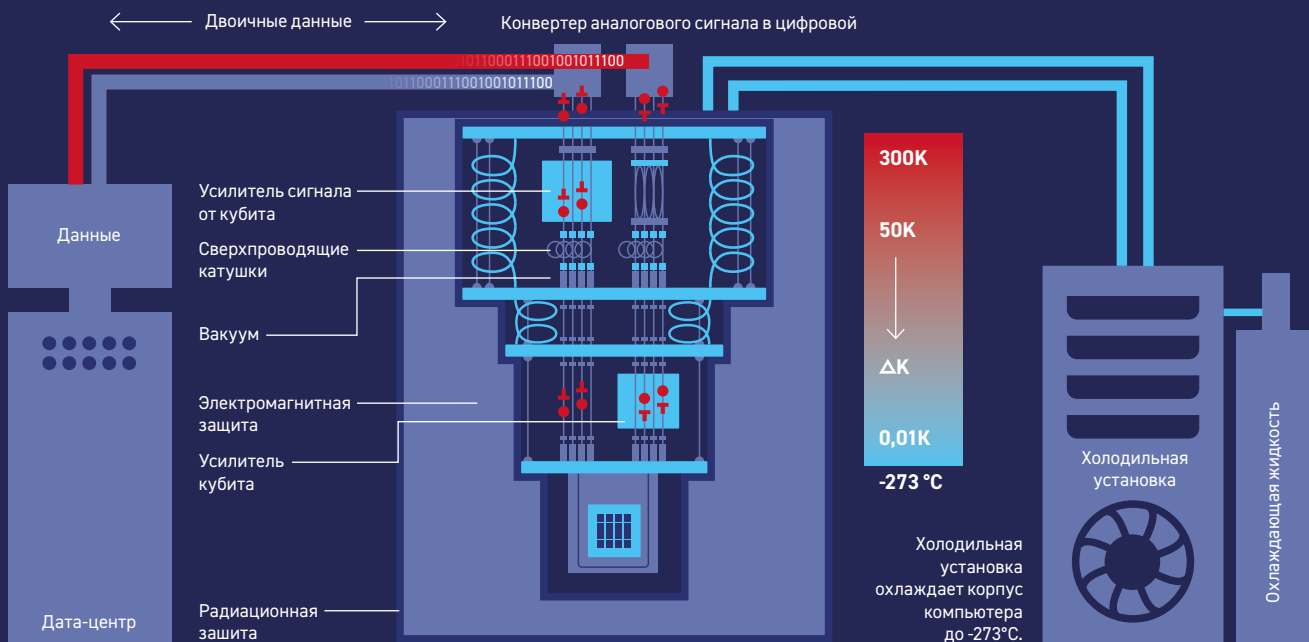 Двоичные данные
Конвертер аналогового сигнала в цифровой
011000111001001011100
011000111001001011100
Данные
Дата-центр
Усилитель сигнала
от кубита
Сверхпроводящие
катушки
Вакуум
Электромагнитная
защита
Усилитель
кубита
Радиационная
защита
300K
50K
ΔK
0,01K
-273 °C
Холодильная
установка
охлаждает корпус
компьютера
до -273°C.
Холодильная
установка
Охлаждающая жидкость